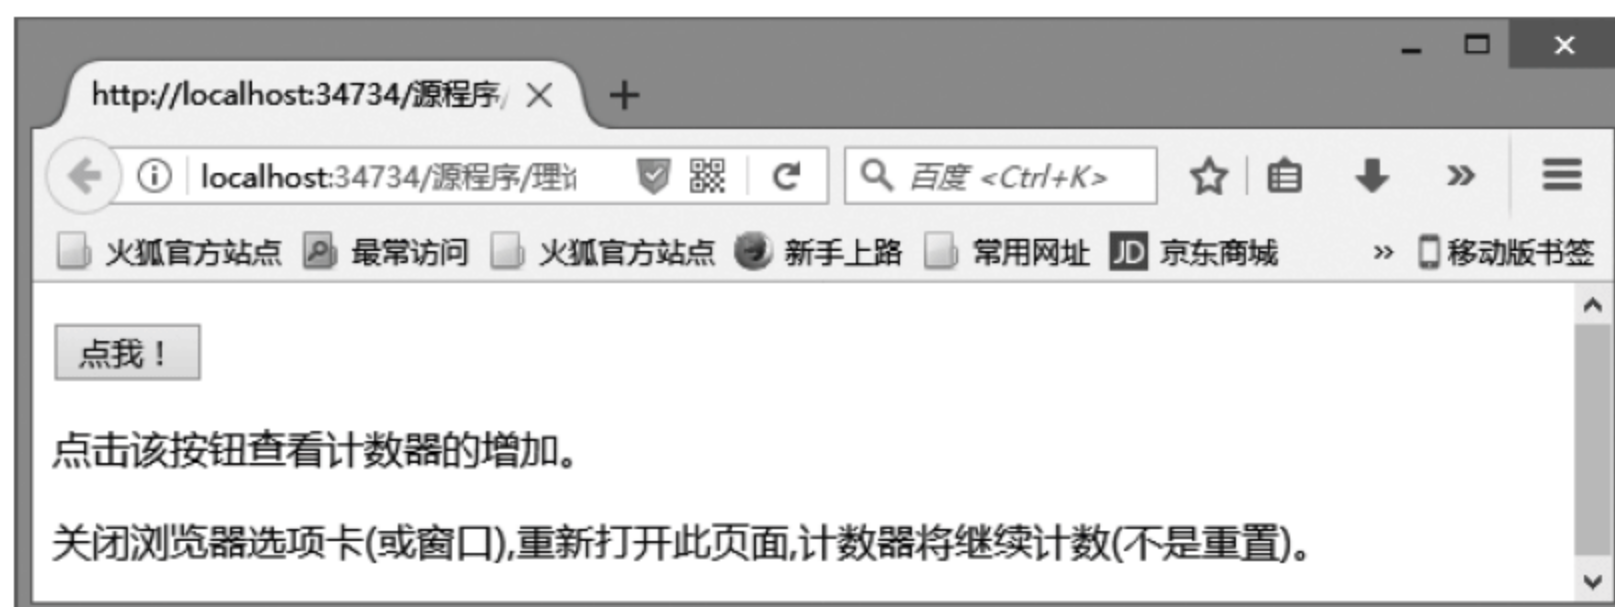 http://localhost:34734/源程序/
localhost:34734/源程序/理论 百度 <Ctrl+K>
火狐官方站点 最常访问 火狐官方站点 新手上路 常用网址 JD 京东商城 移动版书签
点我！
点击该按钮查看计数器的增加。
关闭浏览器选项卡(或窗口),重新打开此页面,计数器将继续计数(不是重置)。